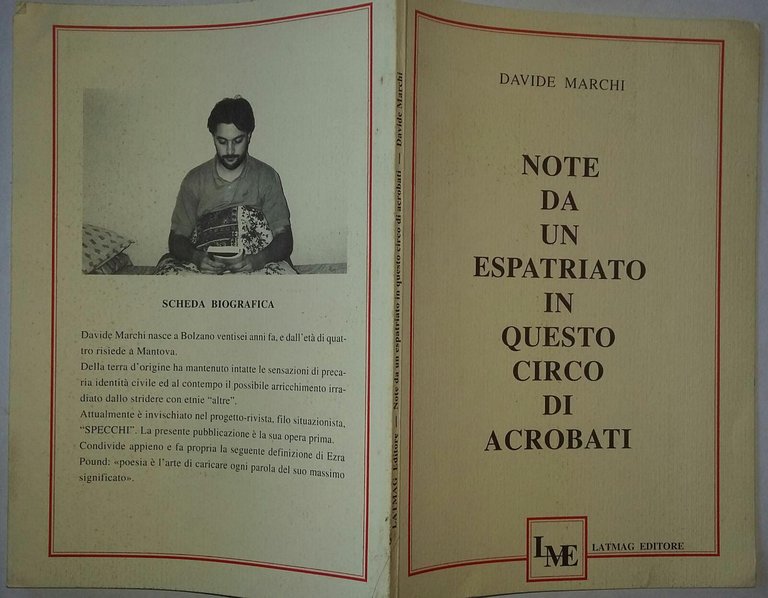 SCHEDA BIOGRAFICA
Davide Marchi nasce a Bolzano ventisei anni fa, e dall'età di quat-
tro risiede a Mantova.
Della terra d'origine ha mantenuto intatte le sensazioni di preca-
ria identità civile ed al contempo il possibile arricchimento irra-
diato dallo stridere con etnie “altre”.
Attualmente è invischiato nel progetto-rivista, filo situazionista,
“SPECCHI”. La presente pubblicazione è la sua opera prima.
Condivide appieno e fa propria la seguente definizione di Ezra
Pound: «poesia è l'arte di caricare ogni parola del suo massimo
significato».
LATMAG Editore — Note da un espatriato in questo circo di acrobati — Davide Marchi
DAVIDE MARCHI
NOTE
DA
UN
ESPATRIATO
IN
QUESTO
CIRCO
DI
ACROBATI
LME
LATMAG EDITORE